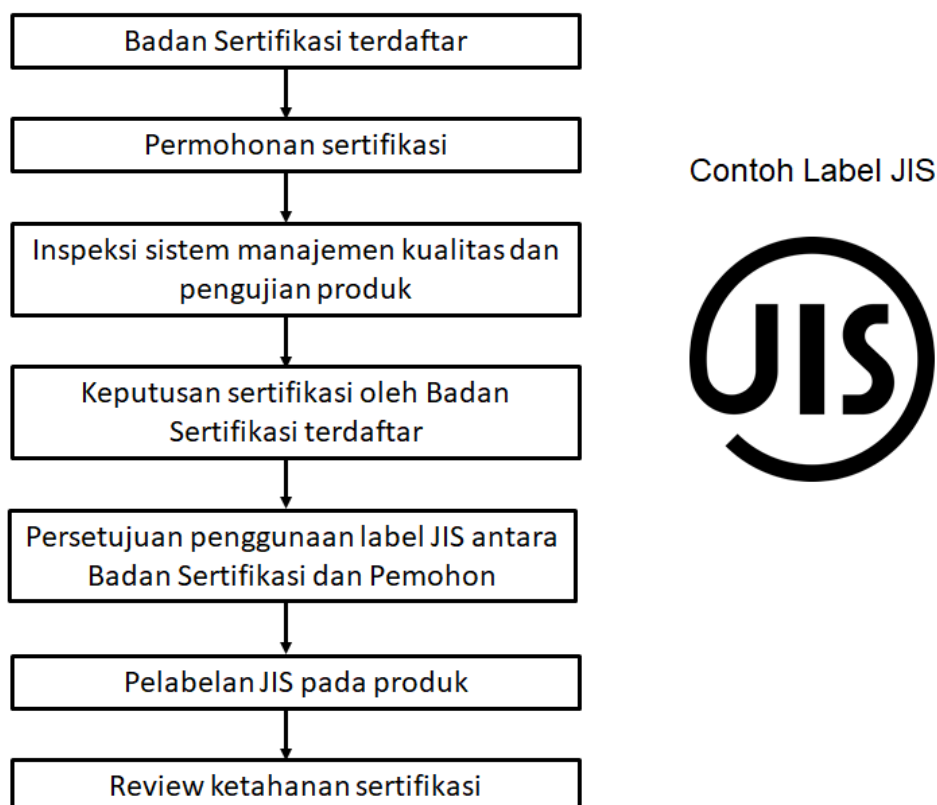 Badan Sertifikasi terdaftar
Permohonan sertifikasi
Inspeksi sistem manajemen kualitas dan
pengujian produk
Keputusan sertifikasi oleh Badan
Sertifikasi terdaftar
Persetujuan penggunaan label JIS antara
Badan Sertifikasi dan Pemohon
Pelabelan JIS pada produk
Review ketahanan sertifikasi
Contoh Label JIS
JIS